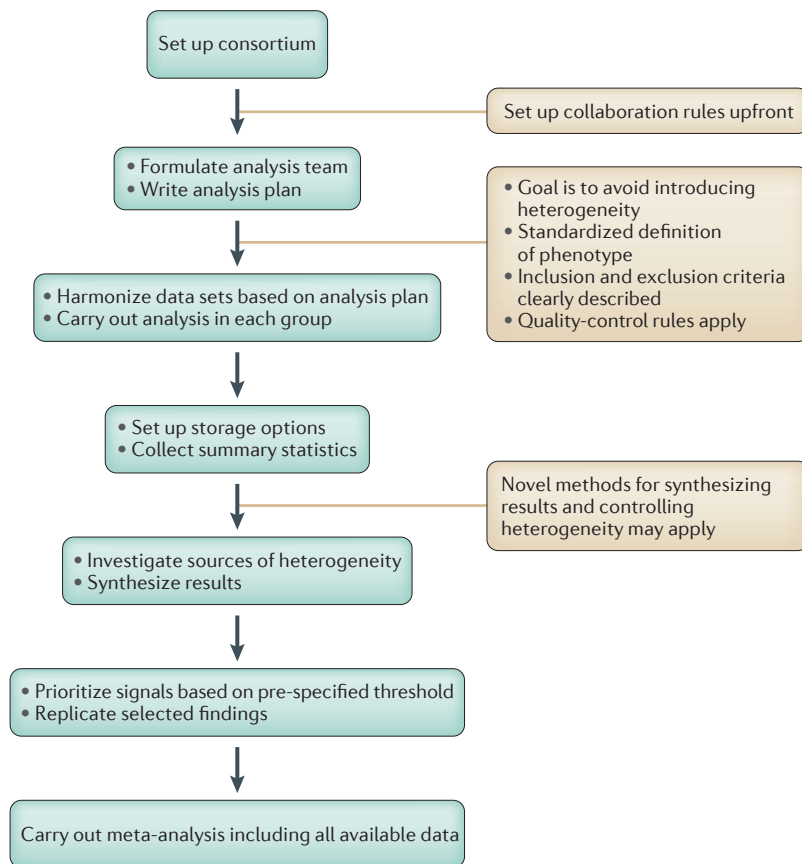 Set up consortium
Set up collaboration rules upfront
• Formulate analysis team
• Write analysis plan
• Goal is to avoid introducing
heterogeneity
• Standardized definition
of phenotype
• Inclusion and exclusion criteria
clearly described
• Quality-control rules apply
• Harmonize data sets based on analysis plan
• Carry out analysis in each group
• Set up storage options
• Collect summary statistics
Novel methods for synthesizing
results and controlling
heterogeneity may apply
• Investigate sources of heterogeneity
• Synthesize results
• Prioritize signals based on pre-specified threshold
• Replicate selected findings
Carry out meta-analysis including all available data